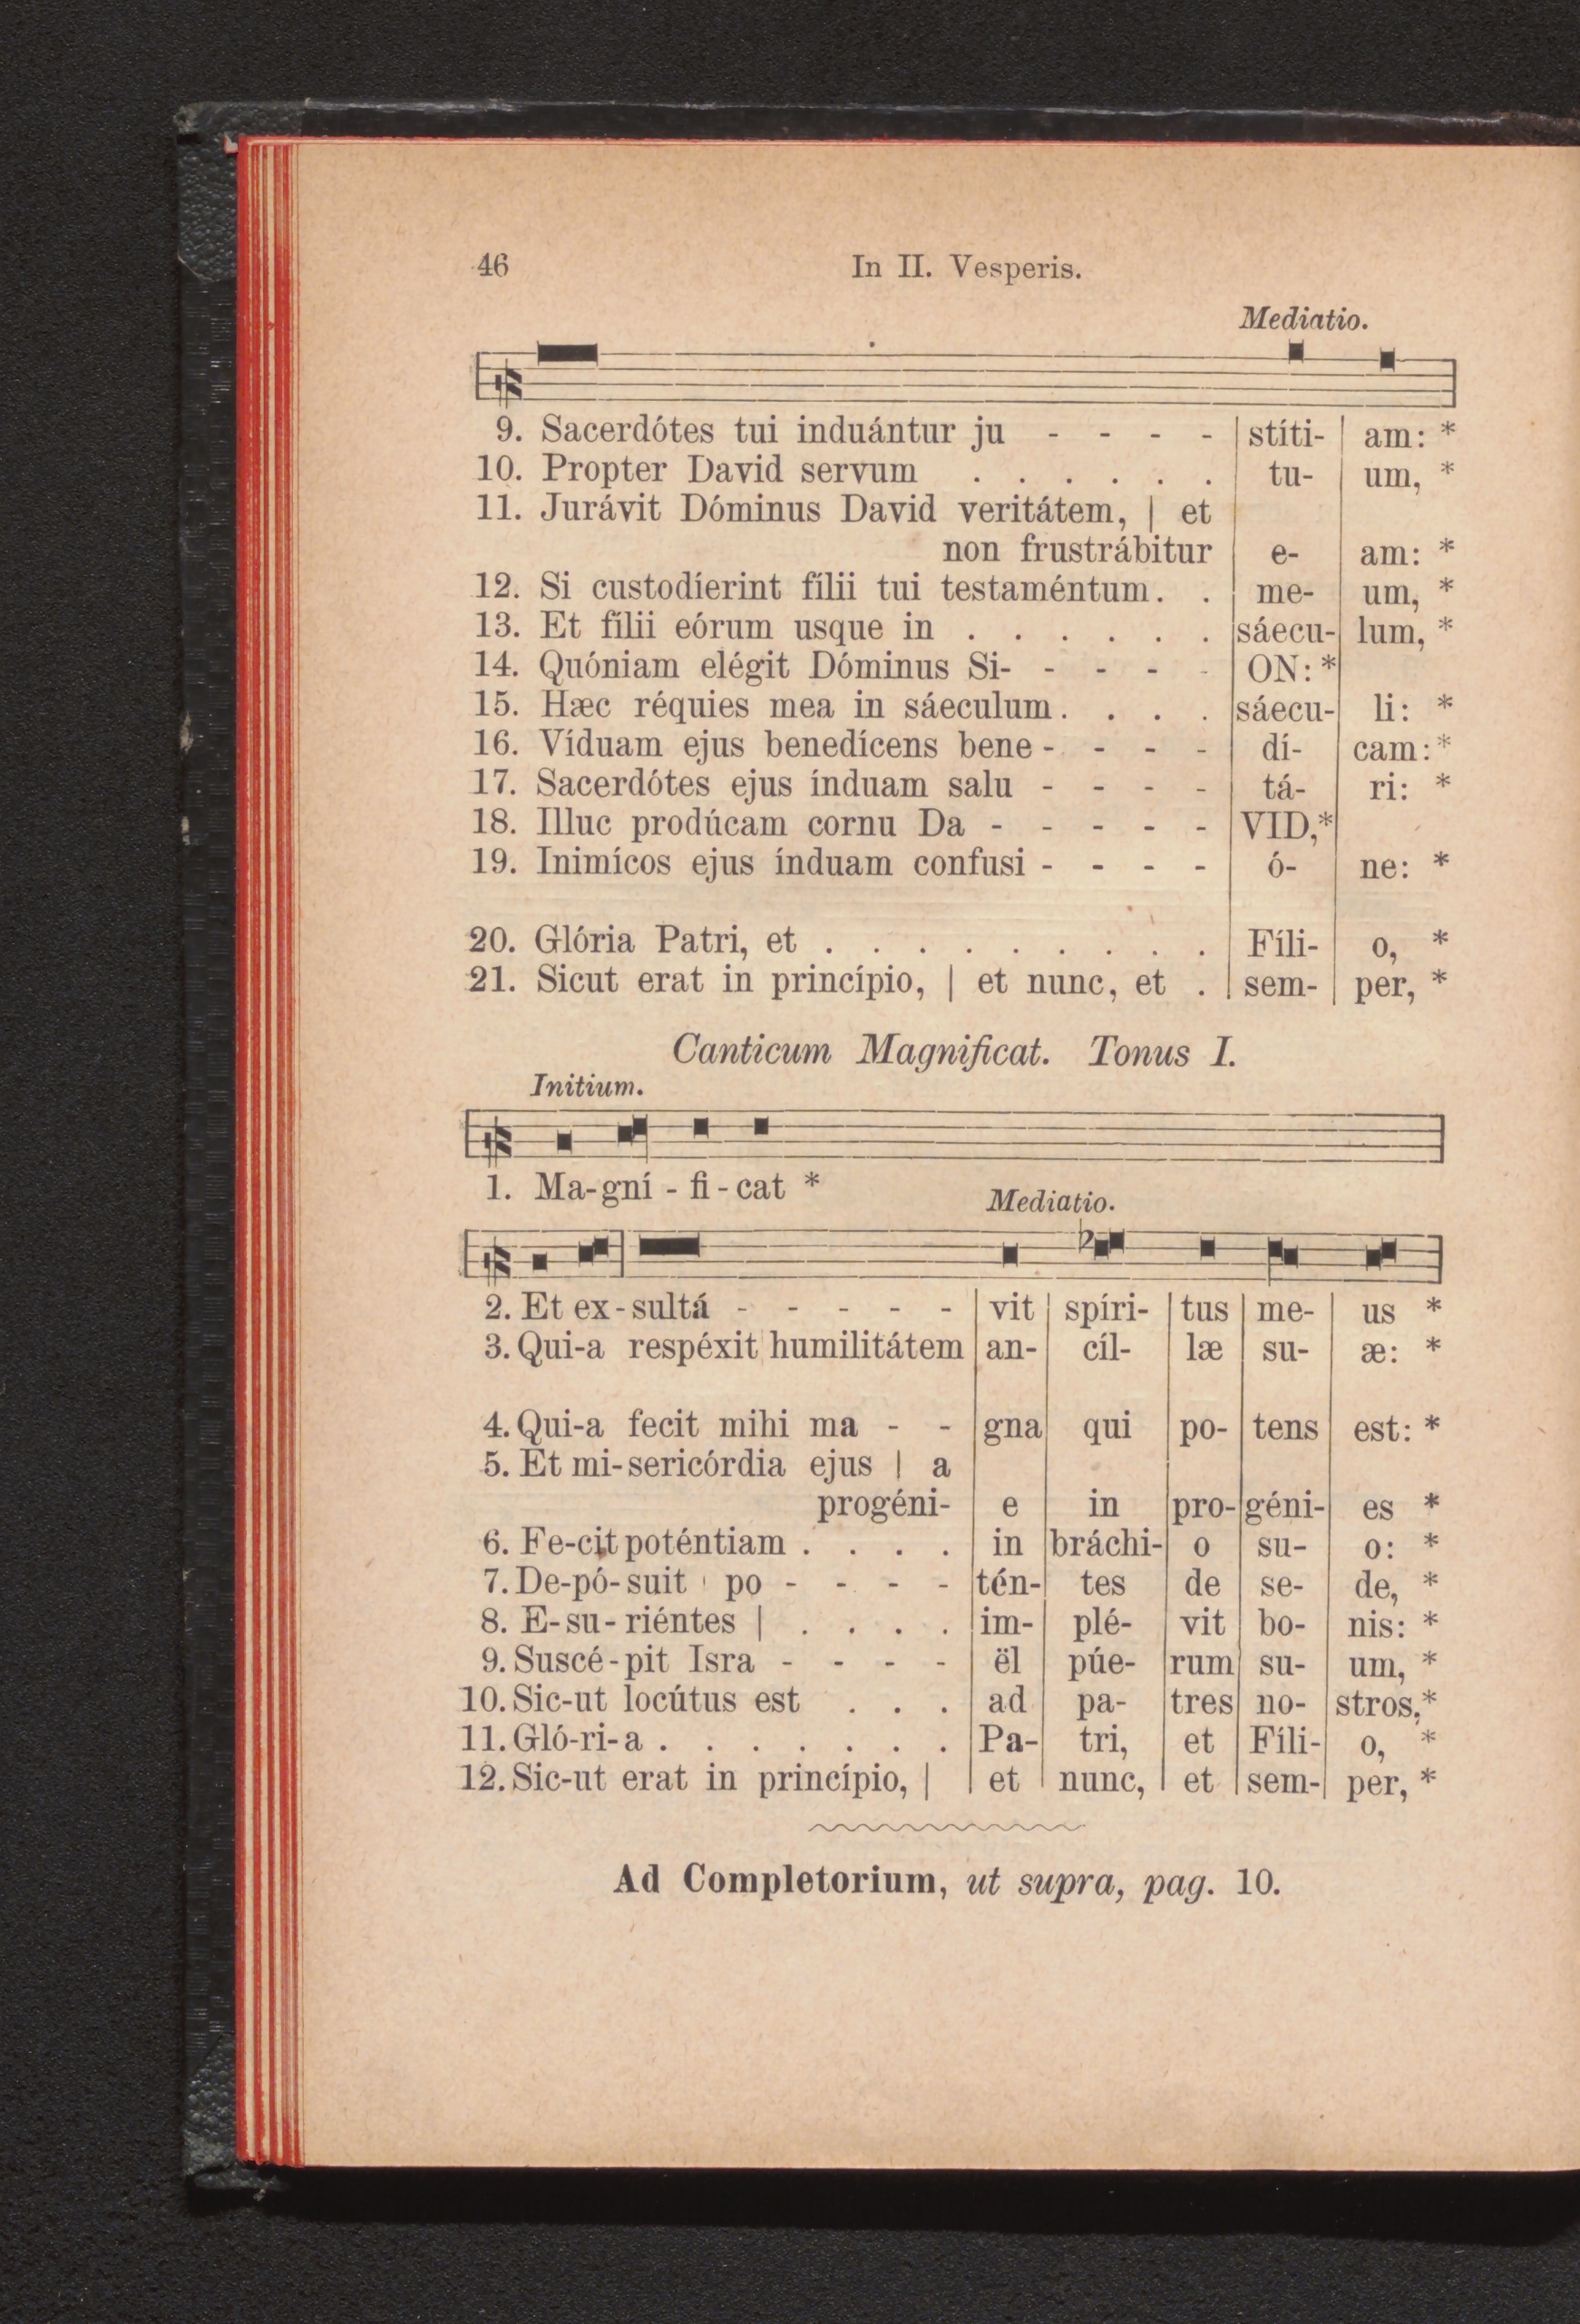 46 In II. Vesperis.
Mediatio.
9. Sacerdótes tui induántur ju - - - - | stíti- | am: *
10. Propter David servum . . . . . . | tu- | um, *
11. Jurávit Dóminus David veritátem, | et
non frustrábitur | e- | am: *
12. Si custodíerint fílii tui testaméntum. . | me- | um, *
13. Et fílii eórum usque in . . . . . . | sáecu- | lum, *
14. Quóniam elégit Dóminus Si- - - - - | ON: * |
15. Hæc réquies mea in sáeculum. . . . | sáecu- | li: *
16. Víduam ejus benedícens bene - - - - | dí- | cam: *
17. Sacerdótes ejus índuam salu - - - - | tá- | ri: *
18. Illuc prodúcam cornu Da - - - - - | VID,* |
19. Inimícos ejus índuam confusi - - - - | ó- | ne: *
20. Glória Patri, et . . . . . . . . . | Fíli- | o, *
21. Sicut erat in princípio, | et nunc, et . | sem- | per, *
Canticum Magnificat. Tonus I.
Initium.
1. Ma-gní - fi - cat *
Mediatio.
2. Et ex - sultá - - - - - | vit | spíri- | tus | me- | us *
3. Qui-a respéxit humilitátem | an- | cíl- | læ | su- | æ: *
4. Qui-a fecit mihi ma - - | gna | qui | po- | tens | est: *
5. Et mi-sericórdia ejus | a
progéni- | e | in | pro- | géni- | es *
6. Fe-cit poténtiam . . . . | in | bráchi- | o | su- | o: *
7. De-pó-suit po - - - - | tén- | tes | de | se- | de, *
8. E-su-riéntes | . . . . | im- | plé- | vit | bo- | nis: *
9. Suscé-pit Isra - - - - | ël | púe- | rum | su- | um, *
10. Sic-ut locútus est . . . | ad | pa- | tres | no- | stros,*
11. Gló-ri-a . . . . . . . | Pa- | tri, | et | Fíli- | o, *
12. Sic-ut erat in princípio, | | et | nunc, | et | sem- | per, *
Ad Completorium, ut supra, pag. 10.